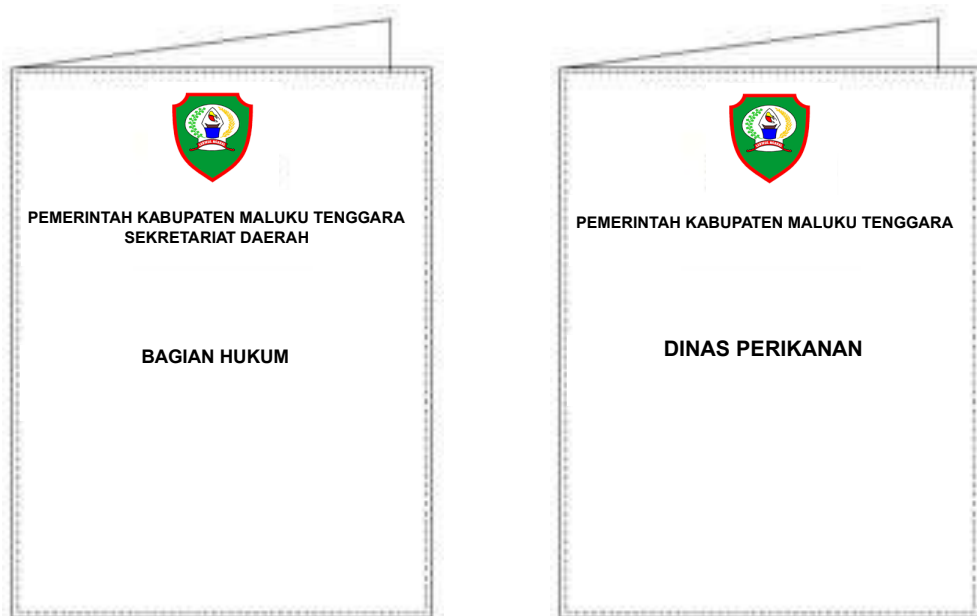 PEMERINTAH KABUPATEN MALUKU TENGGARA
SEKRETARIAT DAERAH
BAGIAN HUKUM
PEMERINTAH KABUPATEN MALUKU TENGGARA
DINAS PERIKANAN